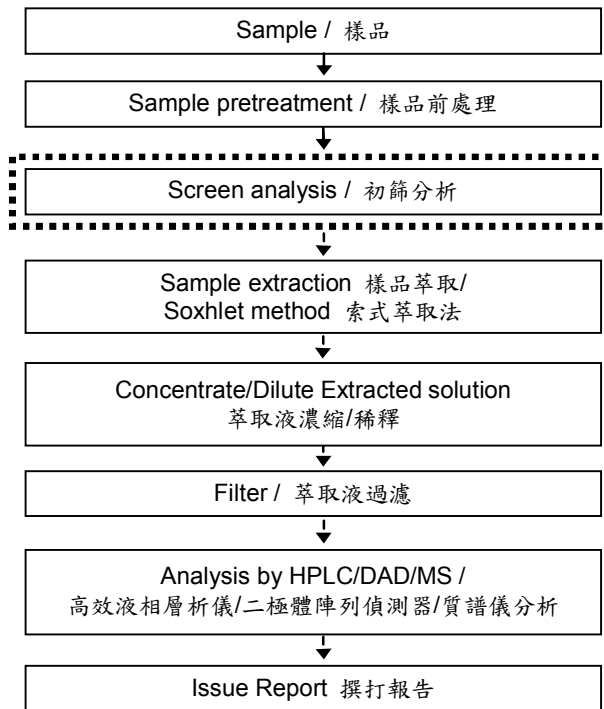 Sample / 樣品
Sample pretreatment / 樣品前處理
Screen analysis / 初篩分析
Sample extraction 樣品萃取/
Soxhlet method 索式萃取法
Concentrate/Dilute Extracted solution
萃取液濃縮/稀釋
Filter / 萃取液過濾
Analysis by HPLC/DAD/MS /
高效液相層析儀/二極體陣列偵測器/質譜儀分析
Issue Report 撰打報告